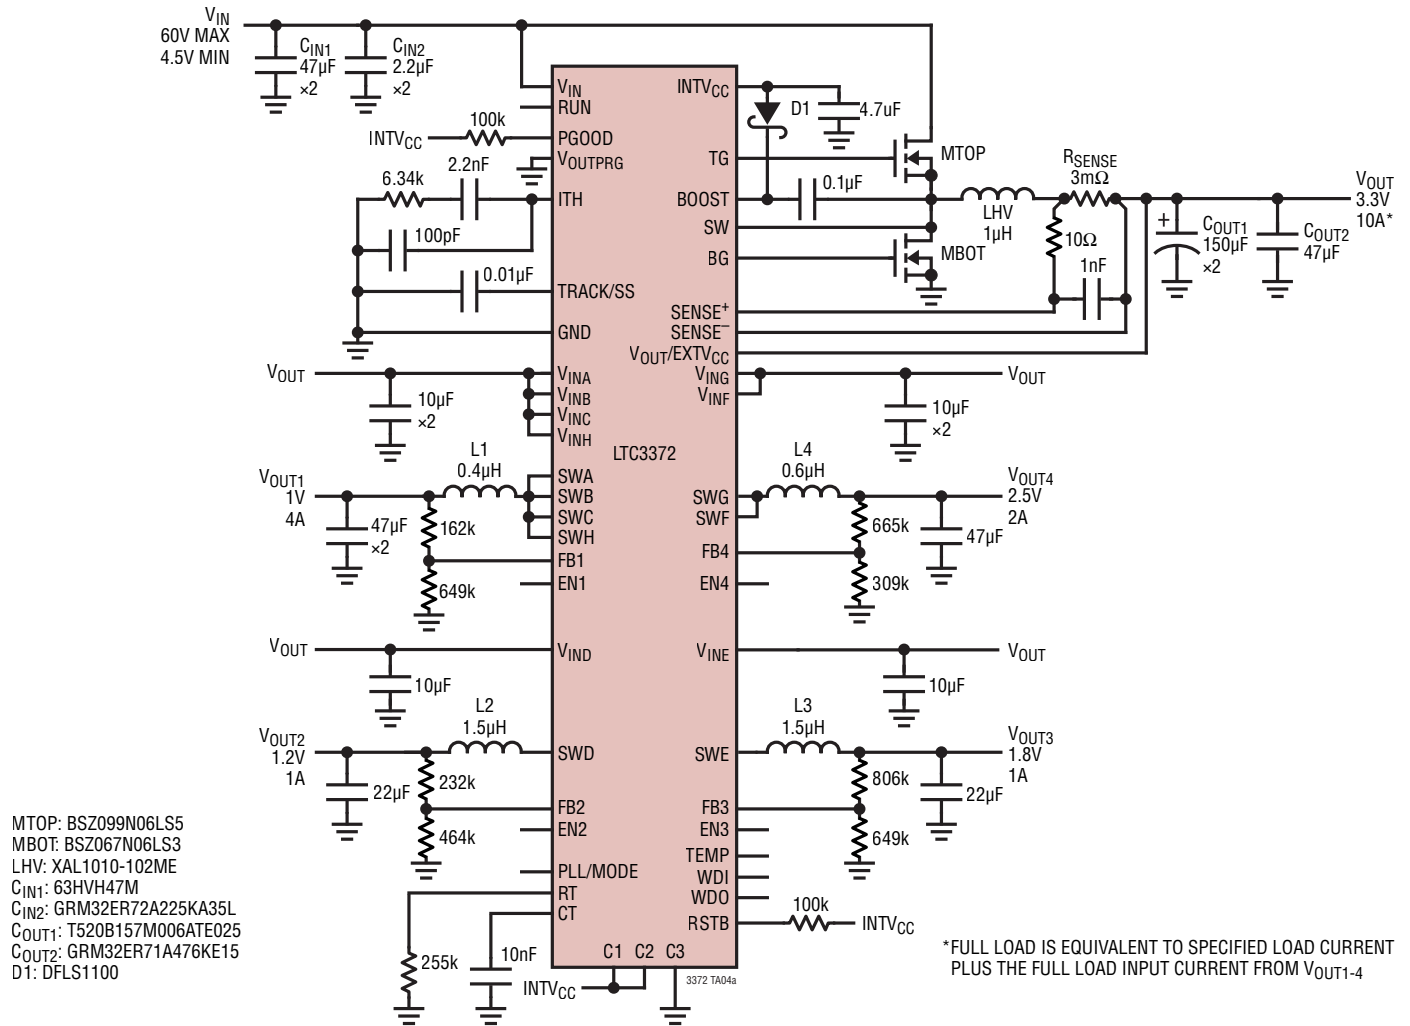 VIN
60V MAX
4.5V MIN
CIN1
47µF
×2
CIN2
2.2µF
×2
VIN
RUN
INTVCC
100k
PGOOD
VOUTPRG
6.34k
2.2nF
ITH
100pF
0.01µF
TRACK/SS
GND
INTVCC
D1
4.7uF
TG
MTOP
BOOST
0.1µF
SW
LHV
1µH
BG
MBOT
RSENSE
3mΩ
10Ω
1nF
+
COUT1
150µF
×2
COUT2
47µF
VOUT
3.3V
10A*
SENSE+
SENSE–
VOUT/EXTVCC
VOUT
10µF
×2
VINA
VINB
VINC
VINH
VING
VINF
VOUT
10µF
×2
LTC3372
VOUT1
1V
4A
L1
0.4µH
47µF
×2
162k
649k
SWA
SWB
SWC
SWH
FB1
EN1
SWG
SWF
FB4
EN4
L4
0.6µH
665k
309k
47µF
VOUT4
2.5V
2A
VOUT
10µF
VIND
VINE
VOUT
10µF
VOUT2
1.2V
1A
L2
1.5µH
22µF
232k
464k
SWD
FB2
EN2
SWE
FB3
EN3
L3
1.5µH
806k
649k
22µF
VOUT3
1.8V
1A
PLL/MODE
RT
CT
255k
10nF
TEMP
WDI
WDO
RSTB
100k
INTVCC
C1 C2 C3
INTVCC
3372 TA04a
MTOP: BSZ099N06LS5
MBOT: BSZ067N06LS3
LHV: XAL1010-102ME
CIN1: 63HVH47M
CIN2: GRM32ER72A225KA35L
COUT1: T520B157M006ATE025
COUT2: GRM32ER71A476KE15
D1: DFLS1100
*FULL LOAD IS EQUIVALENT TO SPECIFIED LOAD CURRENT
PLUS THE FULL LOAD INPUT CURRENT FROM VOUT1-4